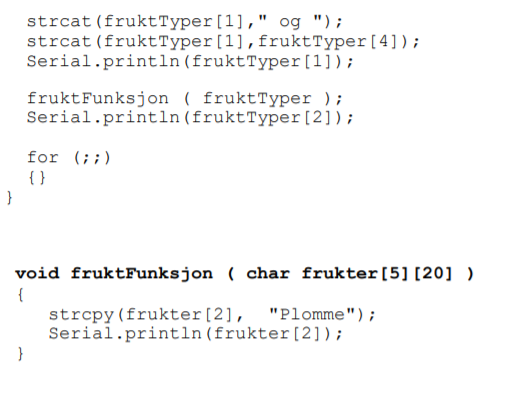 strcat(fruktTyper[1]," og ");
strcat(fruktTyper[1],fruktTyper[4]);
Serial.println(fruktTyper[1]);
fruktFunksjon ( fruktTyper );
Serial.println(fruktTyper[2]);
for (;;)
{}
}
void fruktFunksjon ( char frukter[5][20] )
{
strcpy(frukter[2],  "Plomme");
Serial.println(frukter[2]);
}